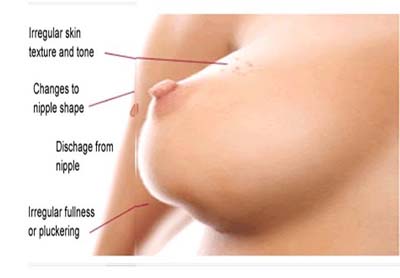 Irregular skin
texture and tone
Changes to
nipple shape
Dischage from
nipple
Irregular fullness
or pluckering